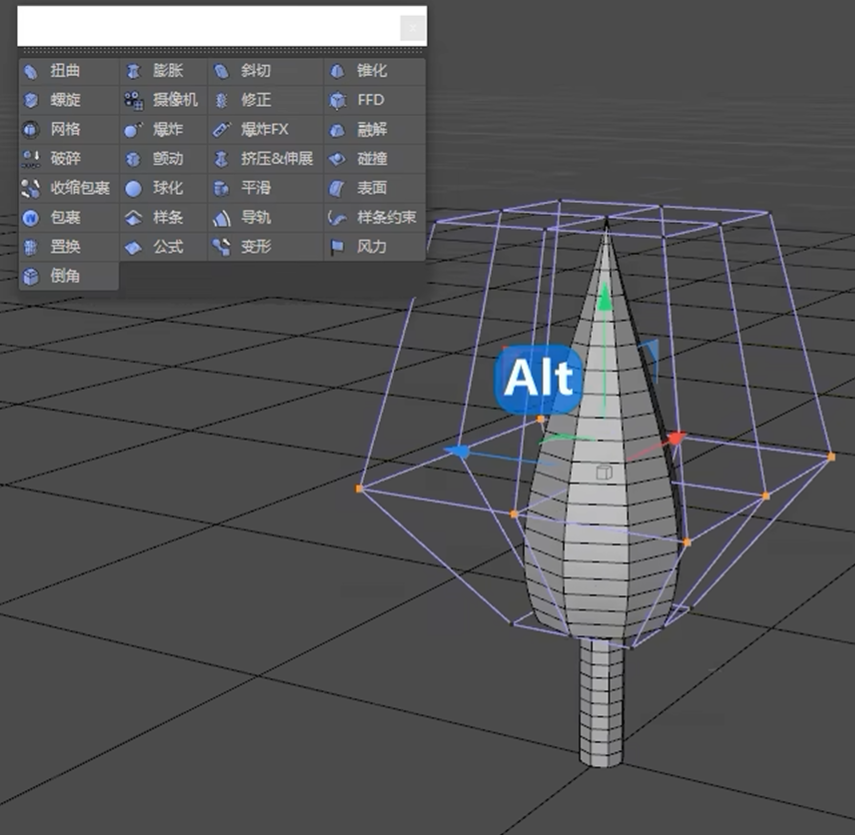 扭曲 膨胀 斜切 锥化
螺旋 摄像机 修正 FFD
网格 爆炸 爆炸FX 融解
破碎 颤动 挤压&伸展 碰撞
收缩包裹 球化 平滑 表面
包裹 样条 导轨 样条约束
置换 公式 变形 风力
倒角
Alt